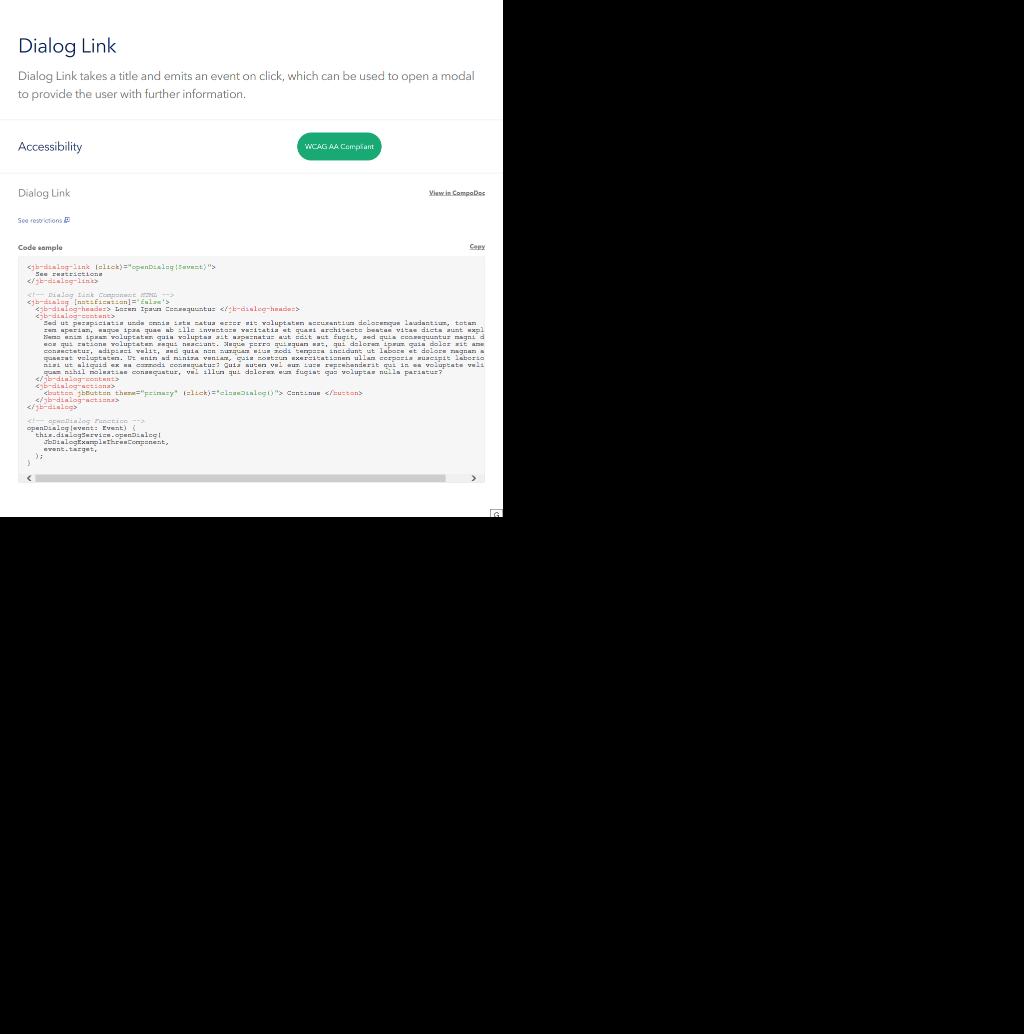 Dialog Link
Dialog Link takes a title and emits an event on click, which can be used to open a modal
to provide the user with further information.
Accessibility
WCAG AA Compliant
Dialog Link
View in CompoDoc
See restrictions
Code sample
Copy
<jb-dialog-link (click)="openDialog($event)">
See restrictions
</jb-dialog-link>
<!-- Dialog Link Component HTML -->
<jb-dialog [notification]='false'>
<jb-dialog-header> Lorem Ipsum Consequuntur </jb-dialog-header>
<jb-dialog-content>
Sed ut perspiciatis unde omnis iste natus error sit voluptatem accusantium doloremque laudantium, totam
rem aperiam, eaque ipsa quae ab illo inventore veritatis et quasi architecto beatae vitae dicta sunt expl
Nemo enim ipsam voluptatem quia voluptas sit aspernatur aut odit aut fugit, sed quia consequuntur magni d
eos qui ratione voluptatem sequi nesciunt. Neque porro quisquam est, qui dolorem ipsum quia dolor sit ame
consectetur, adipisci velit, sed quia non numquam eius modi tempora incidunt ut labore et dolore magnam a
quaerat voluptatem. Ut enim ad minima veniam, quis nostrum exercitationem ullam corporis suscipit laborio
nisi ut aliquid ex ea commodi consequatur? Quis autem vel eum iure reprehenderit qui in ea voluptate veli
quam nihil molestiae consequatur, vel illum qui dolorem eum fugiat quo voluptas nulla pariatur?
</jb-dialog-content>
<jb-dialog-actions>
<button jbButton theme="primary" (click)="closeDialog()"> Continue </button>
</jb-dialog-actions>
</jb-dialog>
<!-- openDialog Function -->
openDialog(event: Event) {
this.dialogService.openDialog(
JbDialogExampleThreeComponent,
event.target,
);
}
G